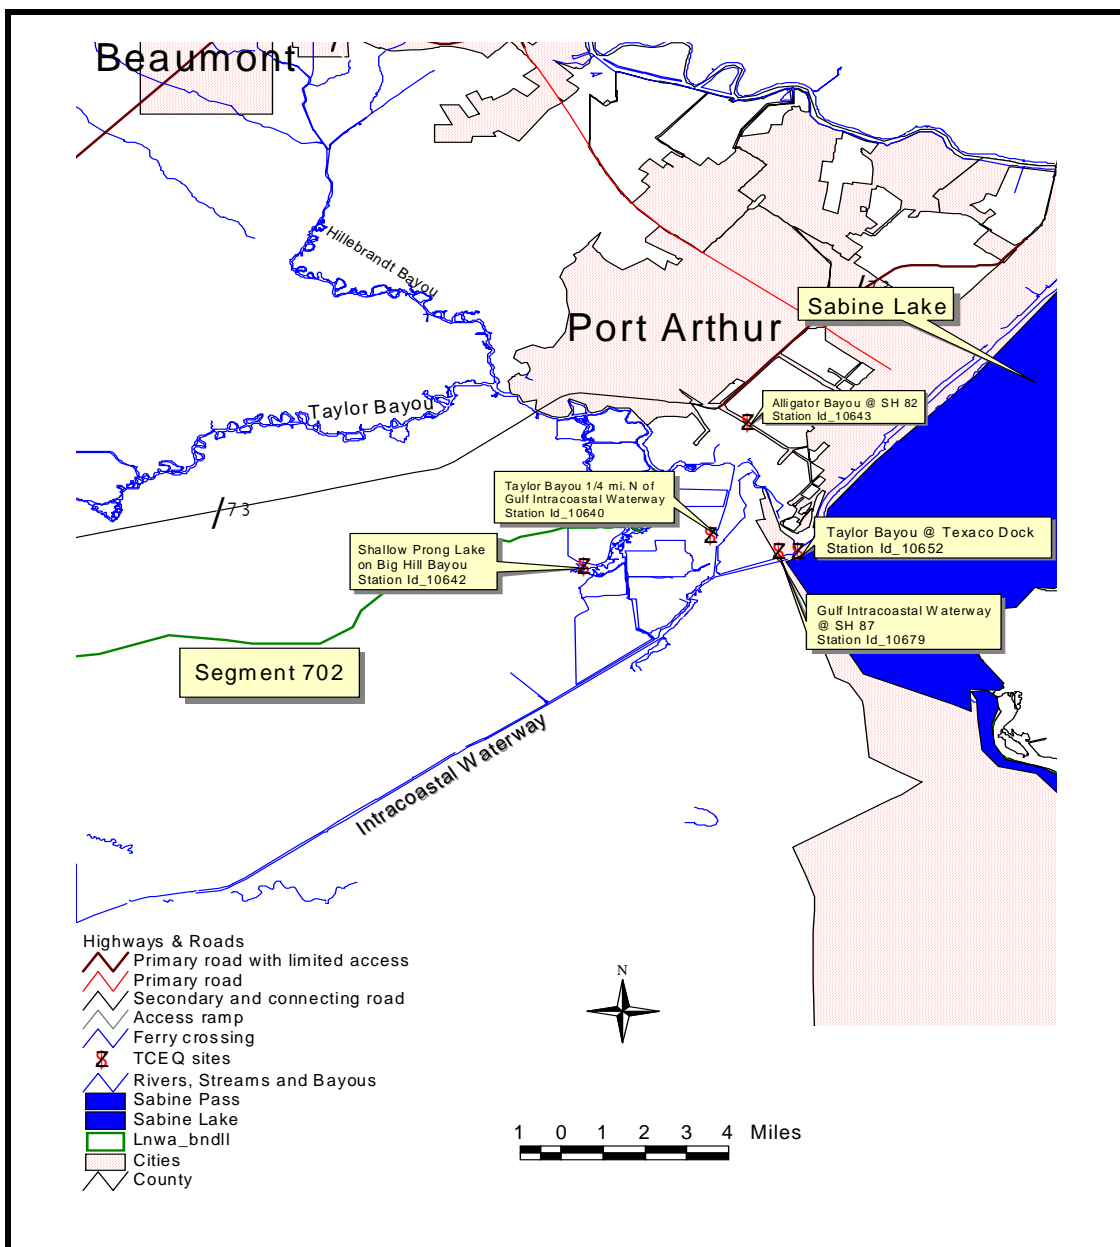 Beaumont
Hillebrandt Bayou
Sabine Lake
Port Arthur
Taylor Bayou
Alligator Bayou @ SH 82
Station Id_10643
Taylor Bayou 1/4 mi. N of
Gulf Intracoastal Waterway
Station Id_10640
73
Taylor Bayou @ Texaco Dock
Station Id_10652
Shallow Prong Lake
on Big Hill Bayou
Station Id_10642
Gulf Intracoastal Waterway
@ SH 87
Station Id_10679
Segment 702
Intracoastal Waterway
Highways & Roads
Primary road with limited access
Primary road
Secondary and connecting road
Access ramp
Ferry crossing
TCEQ sites
Rivers, Streams and Bayous
Sabine Pass
Sabine Lake
Lnwa_bndll
Cities
County
N
1 0 1 2 3 4 Miles